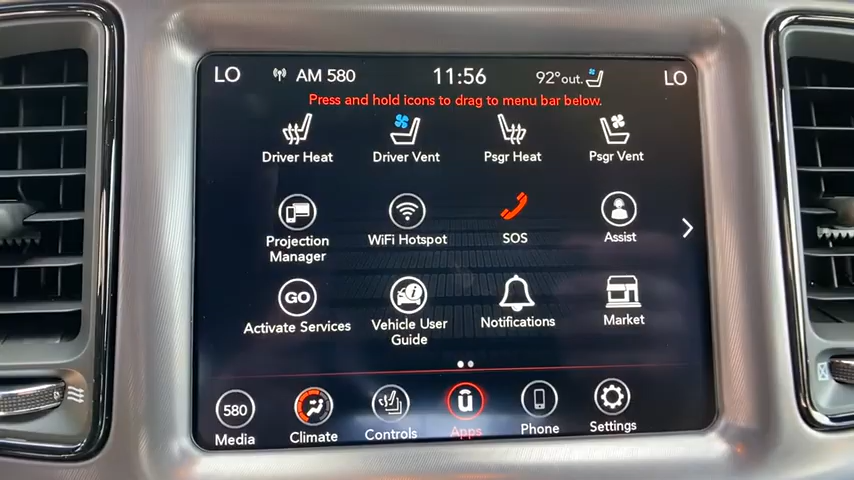 LO AM 580 11:56 92°out. LO
Press and hold icons to drag to menu bar below.
Driver Heat Driver Vent Psgr Heat Psgr Vent
Projection Manager
WiFi Hotspot
SOS
Assist
GO
Activate Services
Vehicle User Guide
Notifications
Market
580
Media Climate Controls Apps Phone Settings